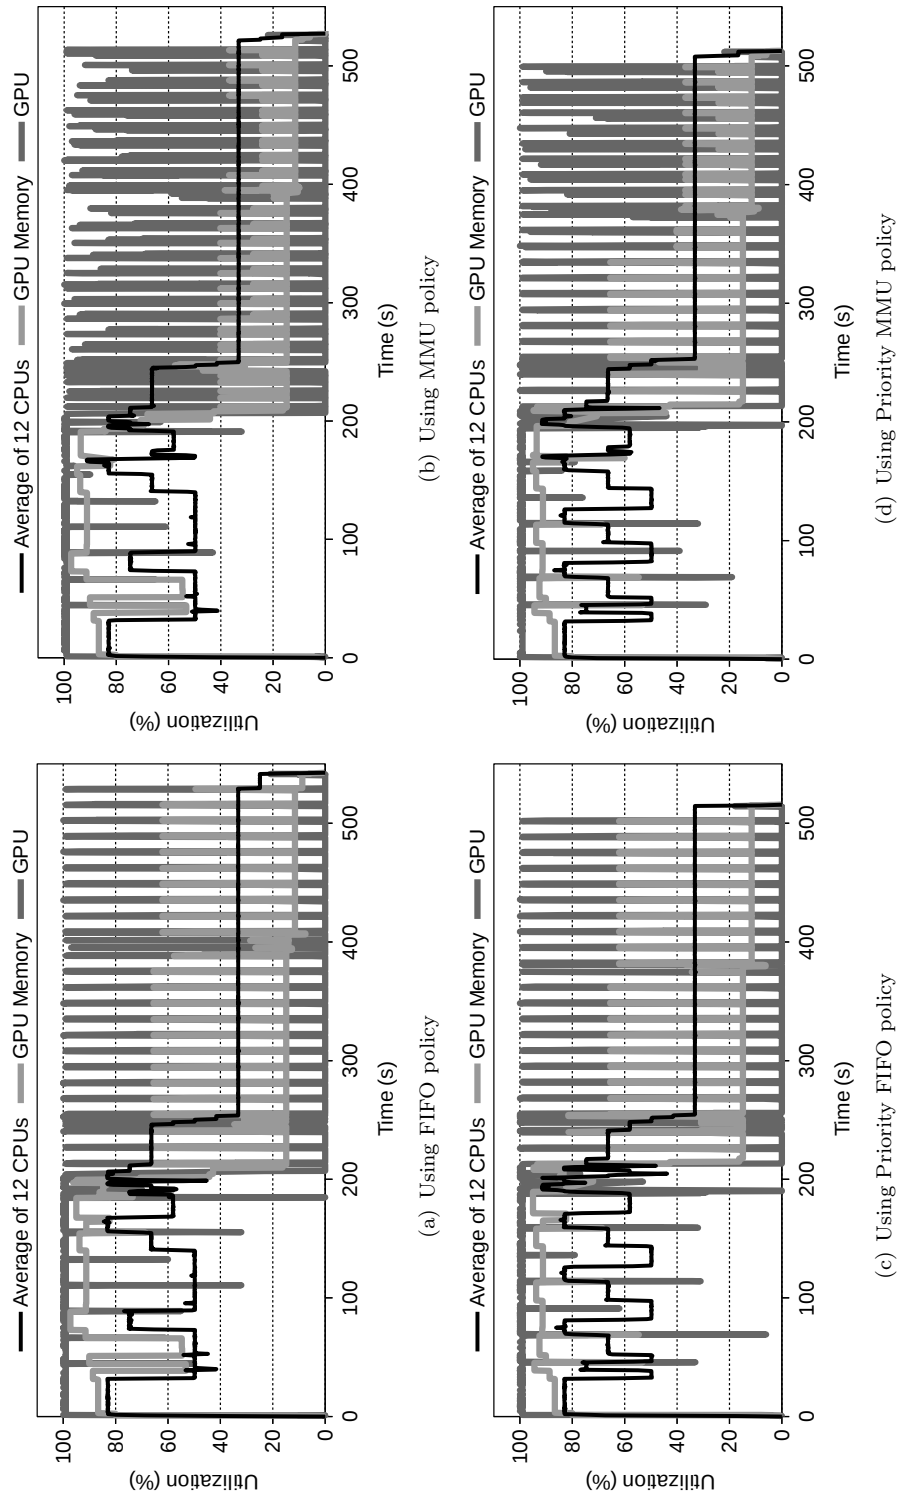 Average of 12 CPUs GPU Memory GPU
Utilization (%)
100
80
60
40
20
0
0 100 200 300 400 500
Time (s)
(a) Using FIFO policy
Average of 12 CPUs GPU Memory GPU
Utilization (%)
100
80
60
40
20
0
0 100 200 300 400 500
Time (s)
(b) Using MMU policy
Average of 12 CPUs GPU Memory GPU
Utilization (%)
100
80
60
40
20
0
0 100 200 300 400 500
Time (s)
(c) Using Priority FIFO policy
Average of 12 CPUs GPU Memory GPU
Utilization (%)
100
80
60
40
20
0
0 100 200 300 400 500
Time (s)
(d) Using Priority MMU policy